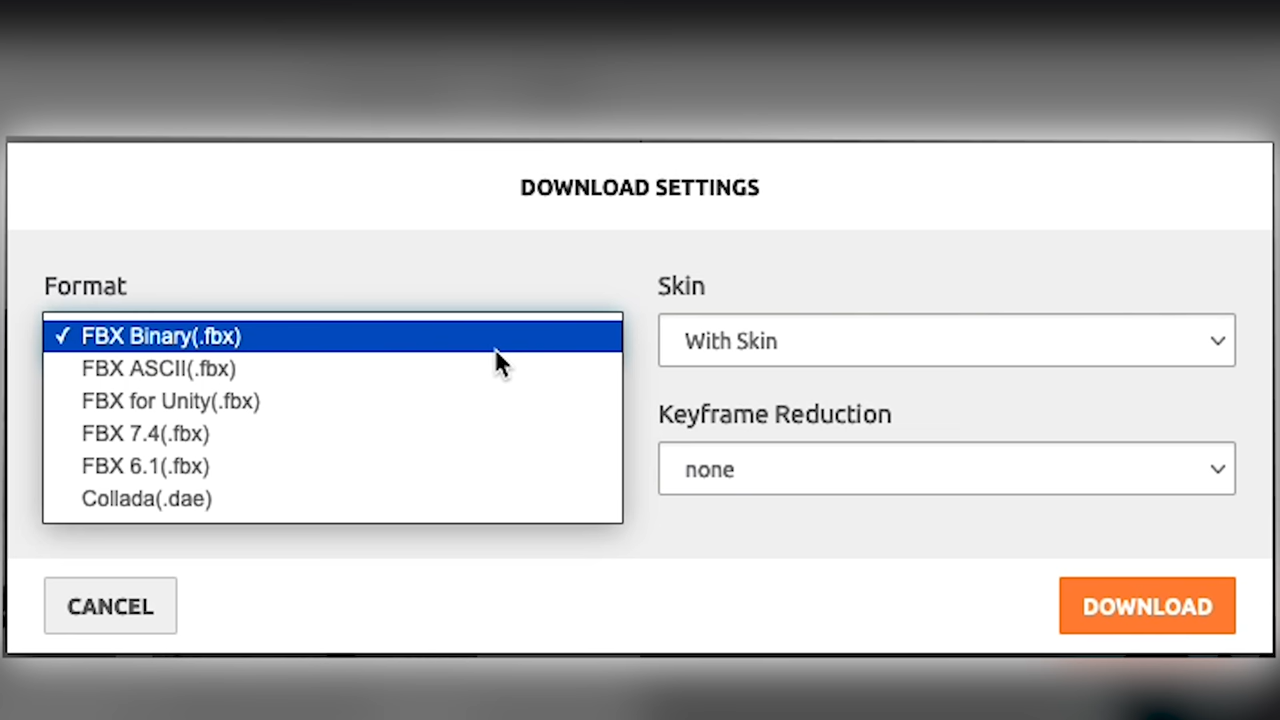 DOWNLOAD SETTINGS
Format
✓ FBX Binary(.fbx)
FBX ASCII(.fbx)
FBX for Unity(.fbx)
FBX 7.4(.fbx)
FBX 6.1(.fbx)
Collada(.dae)
Skin
With Skin
Keyframe Reduction
none
CANCEL
DOWNLOAD